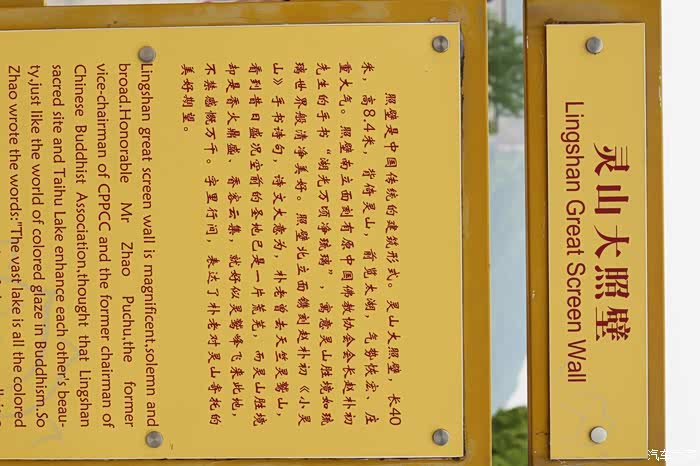 灵山大照壁
Lingshan Great Screen Wall
照壁是中国传统的建筑形式。灵山大照壁，长40
米，高8.4米，背倚灵山，前览太湖，气势恢宏、庄
重大气。照壁南立面刻有原中国佛教协会会长赵朴初
先生的手书“湖光万顷净琉璃”，寓意灵山胜境如琉
璃世界般清净美好。照壁北立面镌刻赵朴初《小灵
山》手书诗句，诗文大意为，朴老曾去天竺灵鹫山，
看到昔日盛况空前的圣地已是一片荒芜，而灵山胜境
却是香火鼎盛、香客云集，就好似灵鹫峰飞来此地，
不禁感慨万千。字里行间，表达了朴老对灵山寄托的
美好期望。
Lingshan great screen wall is magnificent,solemn and
broad.Honorable Mr Zhao Puchu,the former
vice-chairman of CPPCC and the former chairman of
Chinese Buddhist Association,thought that Lingshan
sacred site and Taihu Lake enhance each other's beau-
ty,just like the world of colored glaze in Buddhism.So
Zhao wrote the words:"The vast lake is all the colored
汽车